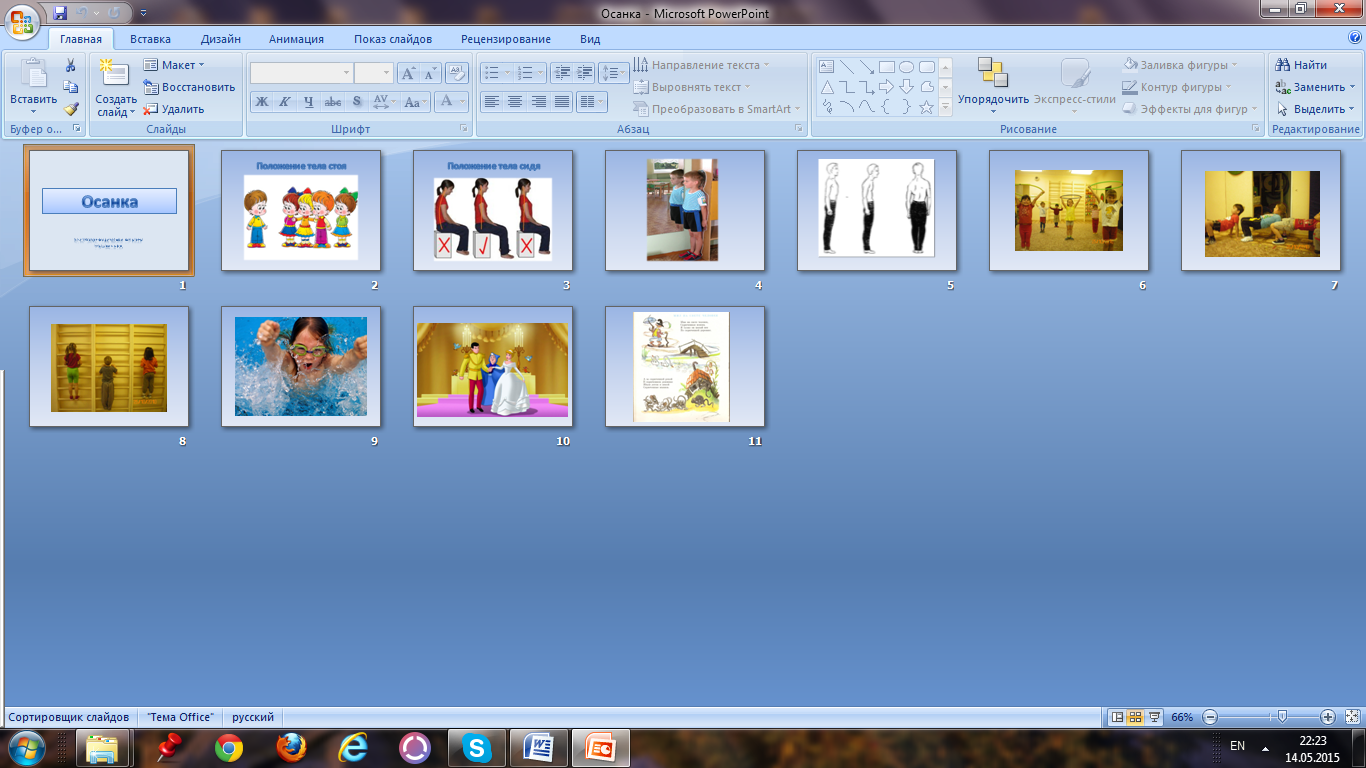 Осанка - Microsoft PowerPoint
Главная Вставка Дизайн Анимация Показ слайдов Рецензирование Вид
Вставить
Буфер о...
Создать слайд
Макет
Восстановить
Удалить
Слайды
Ж К Ч abc S AV Aa A
Шрифт
Направление текста
Выровнять текст
Преобразовать в SmartArt
Абзац
Упорядочить
Экспресс-стили
Заливка фигуры
Контур фигуры
Эффекты для фигур
Рисование
Найти
Заменить
Выделить
Редактирование
Осанка
Положение тела стоя
Положение тела сидя
1 2 3 4 5 6 7
8 9 10 11
Сортировщик слайдов "Тема Office" русский
66%
EN
22:23
14.05.2015